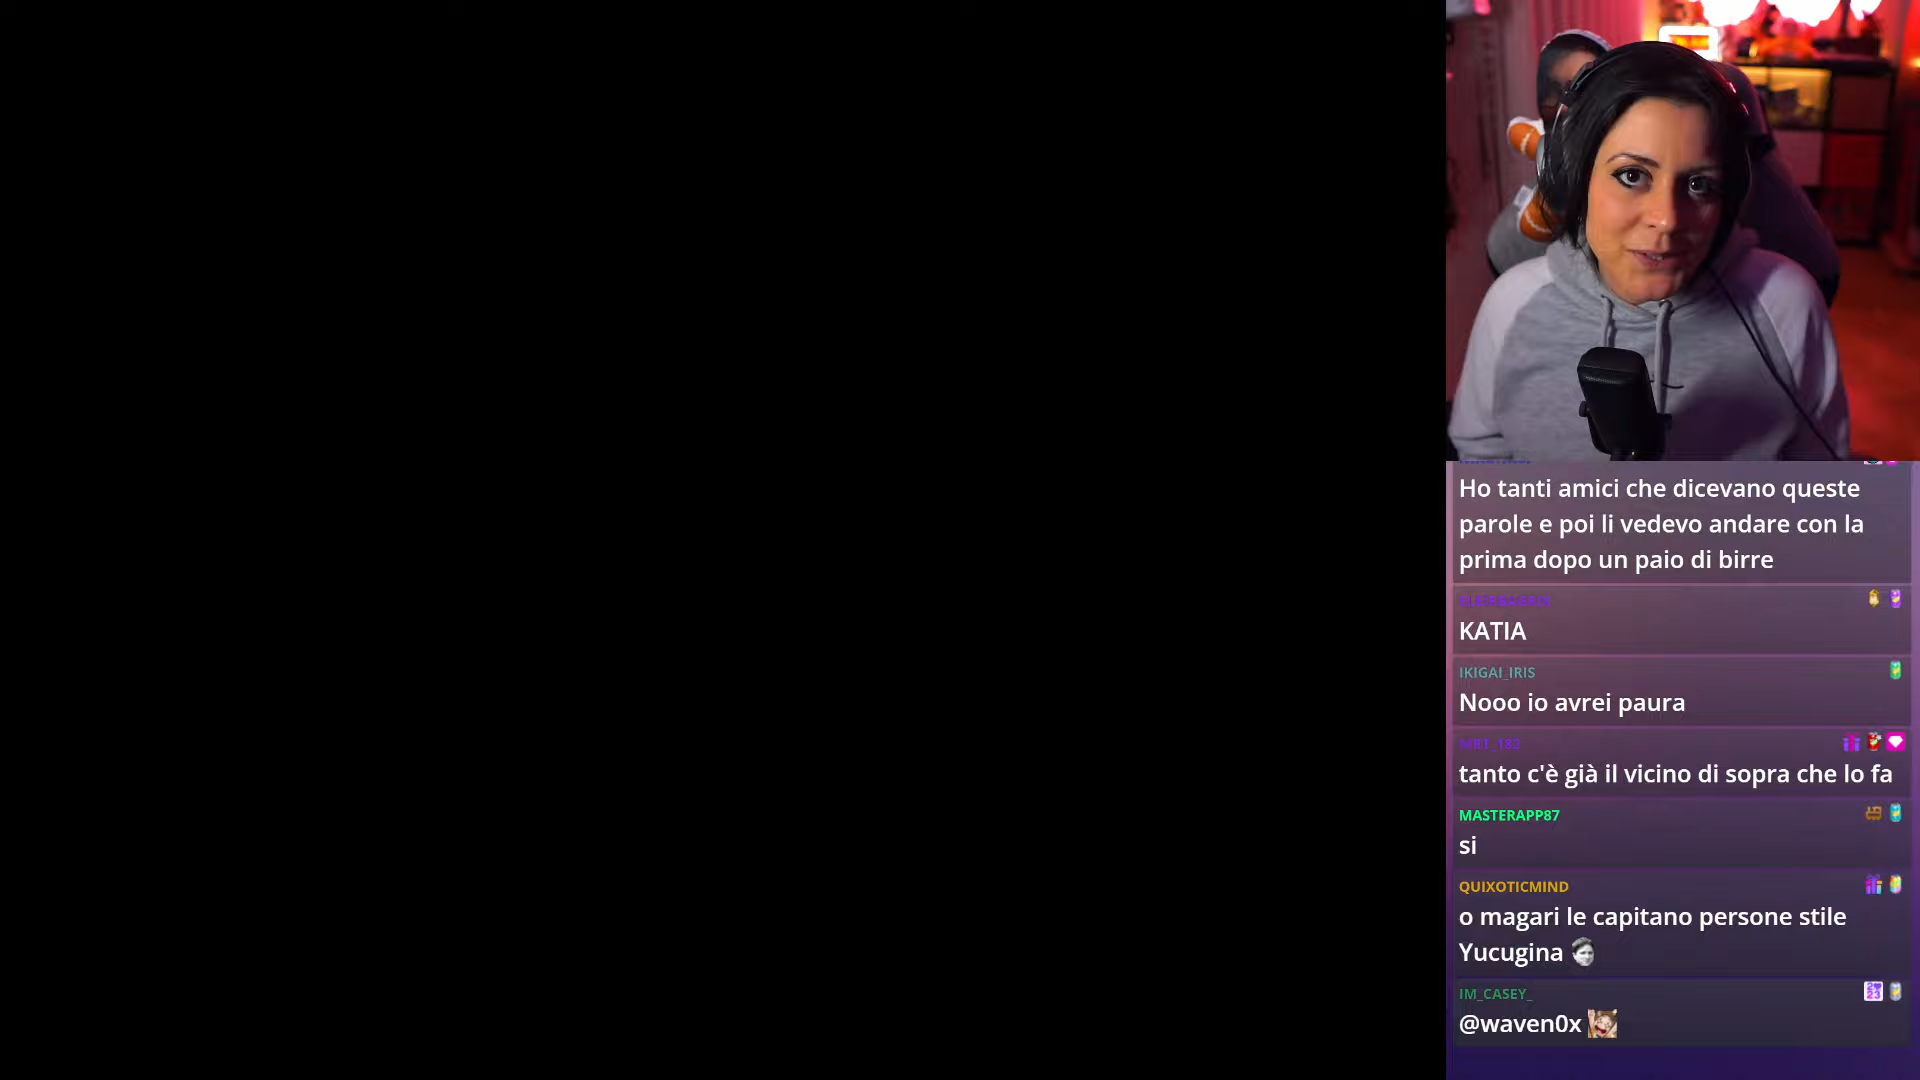 Ho tanti amici che dicevano queste
parole e poi li vedevo andare con la
prima dopo un paio di birre
KATIA
IKIGAI_IRIS
Nooo io avrei paura
MBT_183
tanto c'è già il vicino di sopra che lo fa
MASTERAPP87
si
QUIXOTICMIND
o magari le capitano persone stile
Yucugina
IM_CASEY_
@waven0x